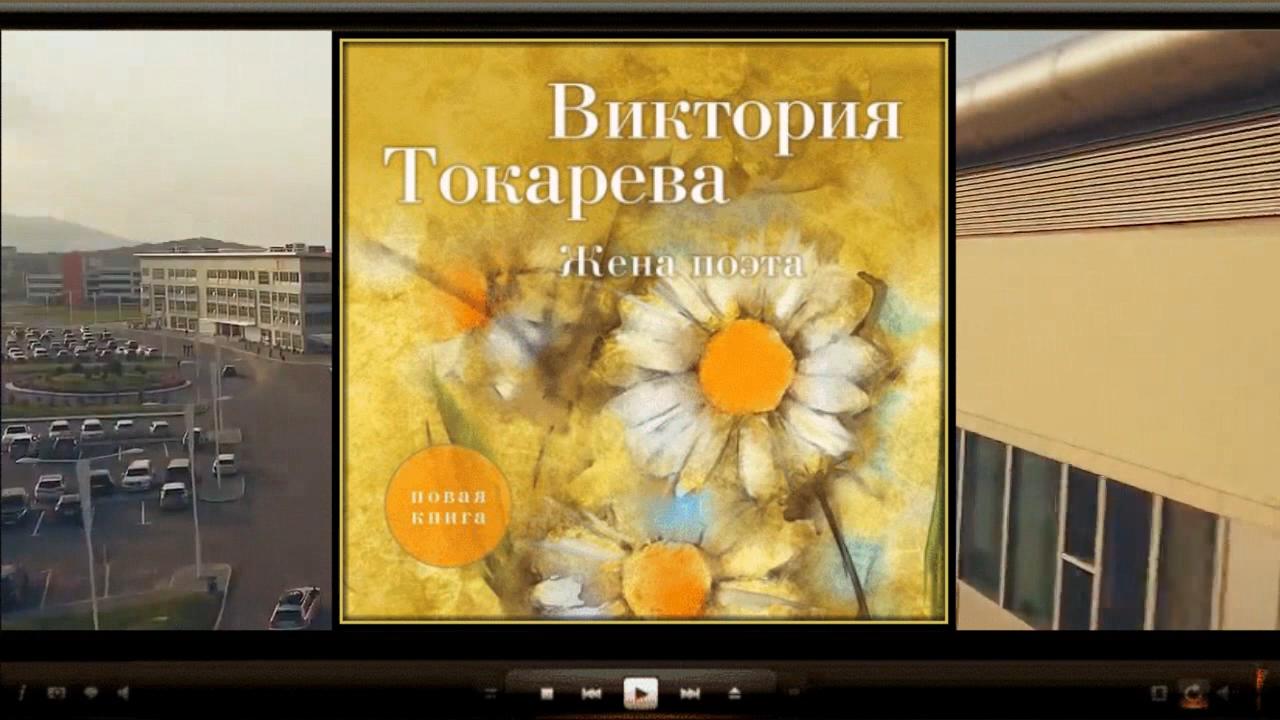 Виктория
Токарева
Жена поэта
новая
книга